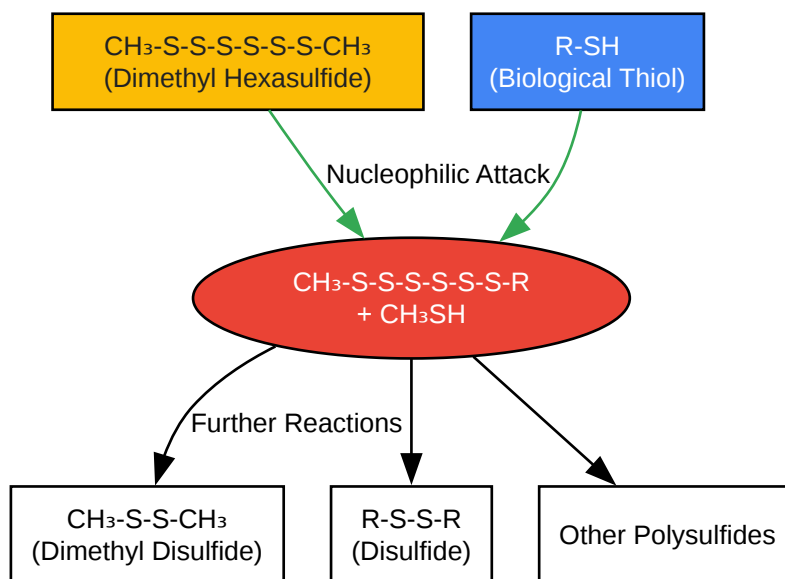 CH₃-S-S-S-S-S-S-CH₃
(Dimethyl Hexasulfide)
R-SH
(Biological Thiol)
Nucleophilic Attack
CH₃-S-S-S-S-S-S-R
+ CH₃SH
Further Reactions
CH₃-S-S-CH₃
(Dimethyl Disulfide)
R-S-S-R
(Disulfide)
Other Polysulfides